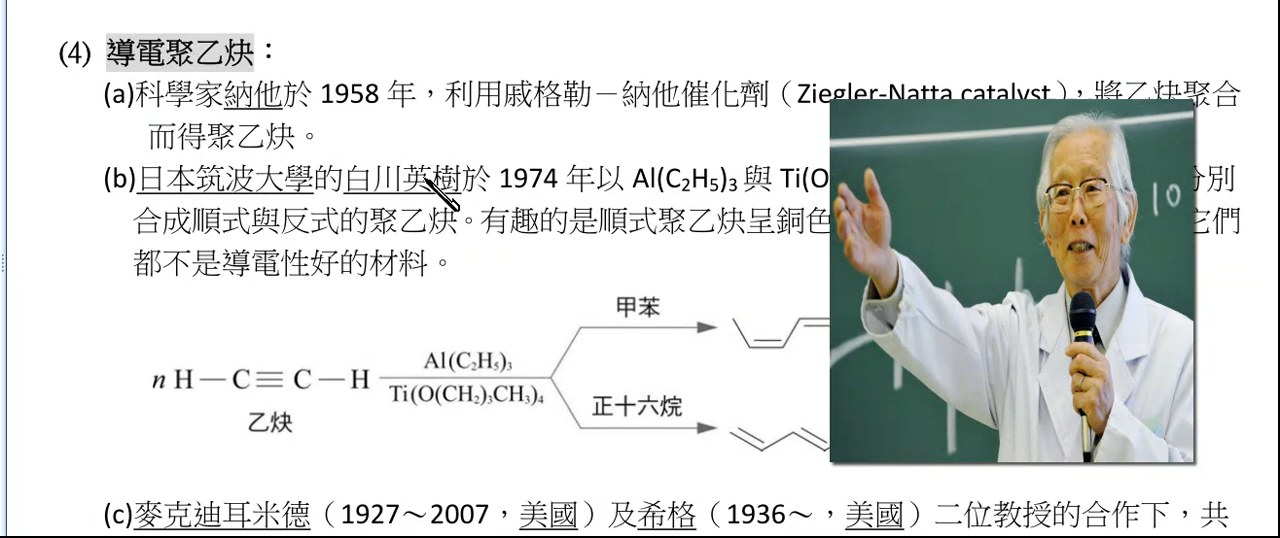 (4) 導電聚乙炔：
(a)科學家納他於 1958 年，利用戚格勒－納他催化劑（Ziegler-Natta catalyst），將乙炔聚合
而得聚乙炔。
(b)日本筑波大學的白川英樹於 1974 年以 Al(C₂H₅)₃ 與 Ti(O 分別
合成順式與反式的聚乙炔。有趣的是順式聚乙炔呈銅色 它們
都不是導電性好的材料。
10
甲苯
Al(C₂H₅)₃
n H－C≡C－H
Ti(O(CH₂)₃CH₃)₄
正十六烷
乙炔
(c)麥克迪耳米德（1927～2007，美國）及希格（1936～，美國）二位教授的合作下，共